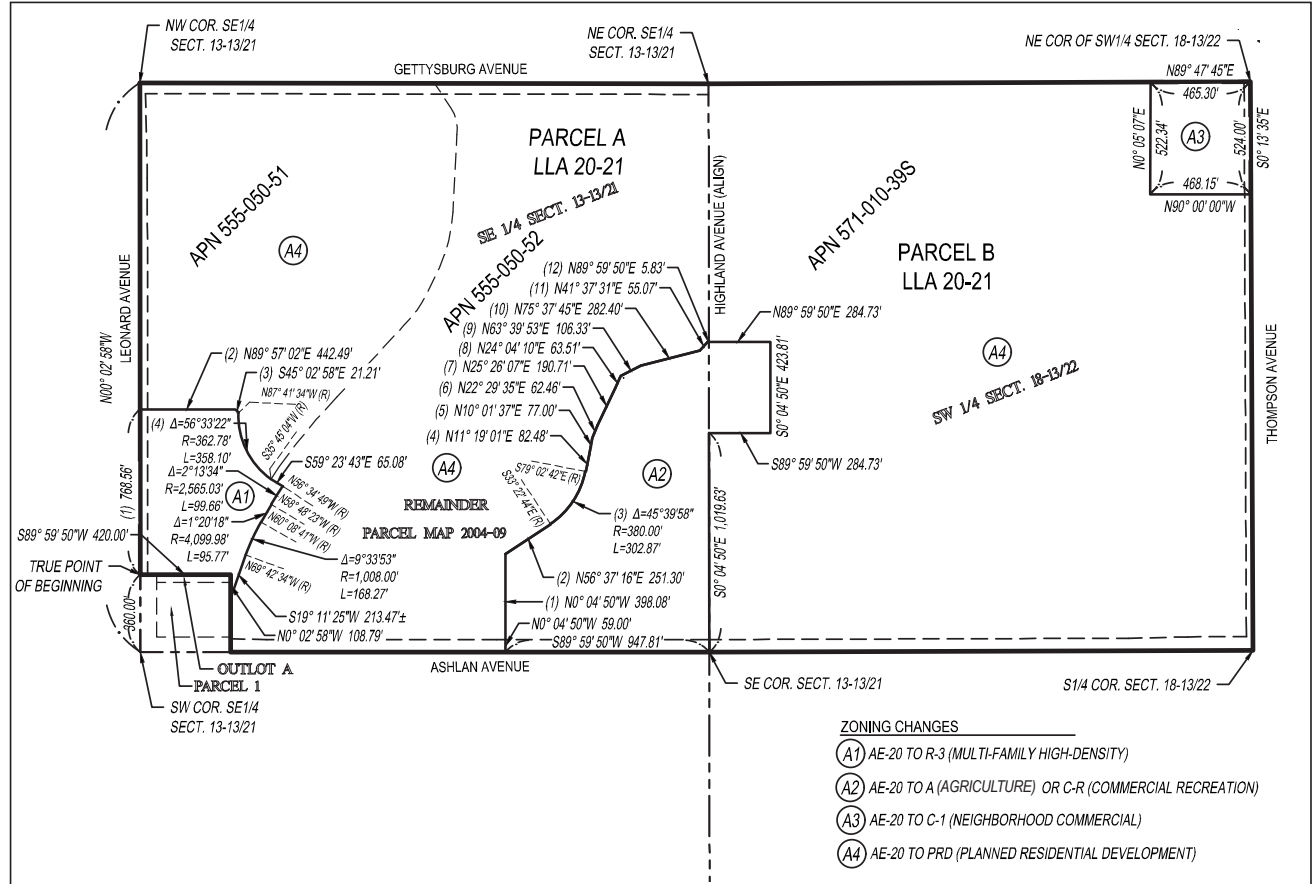 NW COR. SE1/4
SECT. 13-13/21
NE COR. SE1/4
SECT. 13-13/21
NE COR OF SW1/4 SECT. 18-13/22
GETTYSBURG AVENUE
N89° 47' 45"E
465.30'
N0° 05' 07"E
522.34'
A3
524.00'
S0° 13' 35"E
468.15'
N90° 00' 00"W
PARCEL A
LLA 20-21
SE 1/4 SECT. 13-13/21
APN 555-050-51
A4
APN 555-050-52
HIGHLAND AVENUE (ALIGN)
APN 571-010-39S
PARCEL B
LLA 20-21
A4
SW 1/4 SECT. 18-13/22
THOMPSON AVENUE
LEONARD AVENUE
N00° 02' 58"W
(12) N89° 59' 50"E 5.83'
(11) N41° 37' 31"E 55.07'
(10) N75° 37' 45"E 282.40'
(9) N63° 39' 53"E 106.33'
(8) N24° 04' 10"E 63.51'
(7) N25° 26' 07"E 190.71'
(6) N22° 29' 35"E 62.46'
(5) N10° 01' 37"E 77.00'
(4) N11° 19' 01"E 82.48'
N89° 59' 50"E 284.73'
S0° 04' 50"E 423.81'
S89° 59' 50"W 284.73'
(2) N89° 57' 02"E 442.49'
(3) S45° 02' 58"E 21.21'
N87° 41' 34"W (R)
S35° 45' 04"W (R)
(4) Δ=56°33'22"
R=362.78'
L=358.10'
Δ=2°13'34"
R=2,565.03'
L=99.66'
Δ=1°20'18"
R=4,099.98'
L=95.77'
A1
S59° 23' 43"E 65.08'
N56° 34' 49"W (R)
N58° 48' 23"W (R)
N60° 08' 41"W (R)
N69° 42' 34"W (R)
A4
REMAINDER
PARCEL MAP 2004-09
Δ=9°33'53"
R=1,008.00'
L=168.27'
S19° 11' 25"W 213.47'±
N0° 02' 58"W 108.79'
S79° 02' 42"E (R)
S33° 22' 44"E (R)
A2
(3) Δ=45°39'58"
R=380.00'
L=302.87'
(2) N56° 37' 16"E 251.30'
(1) N0° 04' 50"W 398.08'
N0° 04' 50"W 59.00'
S89° 59' 50"W 947.81'
S0° 04' 50"E 1,019.63'
(1) 768.56'
S89° 59' 50"W 420.00'
TRUE POINT
OF BEGINNING
360.00'
OUTLOT A
PARCEL 1
SW COR. SE1/4
SECT. 13-13/21
ASHLAN AVENUE
SE COR. SECT. 13-13/21
S1/4 COR. SECT. 18-13/22
ZONING CHANGES
A1 AE-20 TO R-3 (MULTI-FAMILY HIGH-DENSITY)
A2 AE-20 TO A (AGRICULTURE) OR C-R (COMMERCIAL RECREATION)
A3 AE-20 TO C-1 (NEIGHBORHOOD COMMERCIAL)
A4 AE-20 TO PRD (PLANNED RESIDENTIAL DEVELOPMENT)